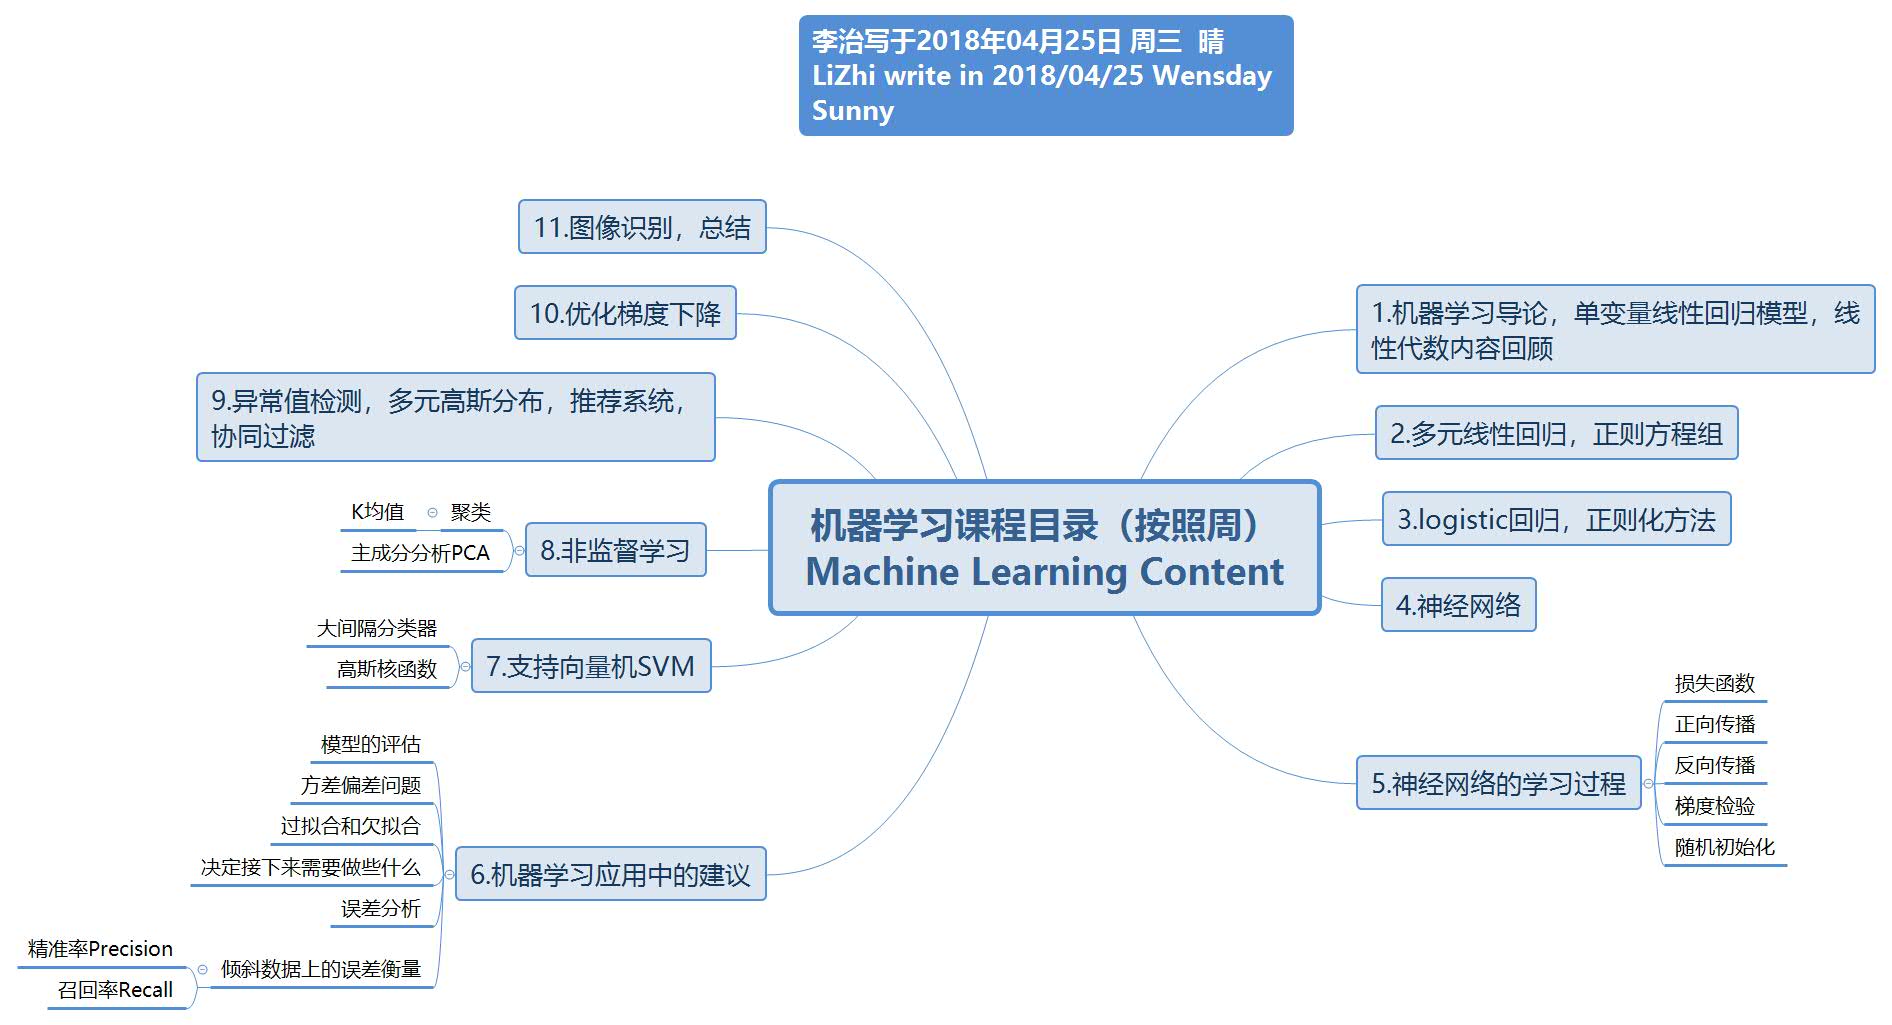 李治写于2018年04月25日 周三  晴
LiZhi write in 2018/04/25 Wensday
Sunny
机器学习课程目录（按照周）
Machine Learning Content
1.机器学习导论，单变量线性回归模型，线
性代数内容回顾
2.多元线性回归，正则方程组
3.logistic回归，正则化方法
4.神经网络
5.神经网络的学习过程
损失函数
正向传播
反向传播
梯度检验
随机初始化
6.机器学习应用中的建议
模型的评估
方差偏差问题
过拟合和欠拟合
决定接下来需要做些什么
误差分析
倾斜数据上的误差衡量
精准率Precision
召回率Recall
7.支持向量机SVM
大间隔分类器
高斯核函数
8.非监督学习
聚类
K均值
主成分分析PCA
9.异常值检测，多元高斯分布，推荐系统，
协同过滤
10.优化梯度下降
11.图像识别，总结